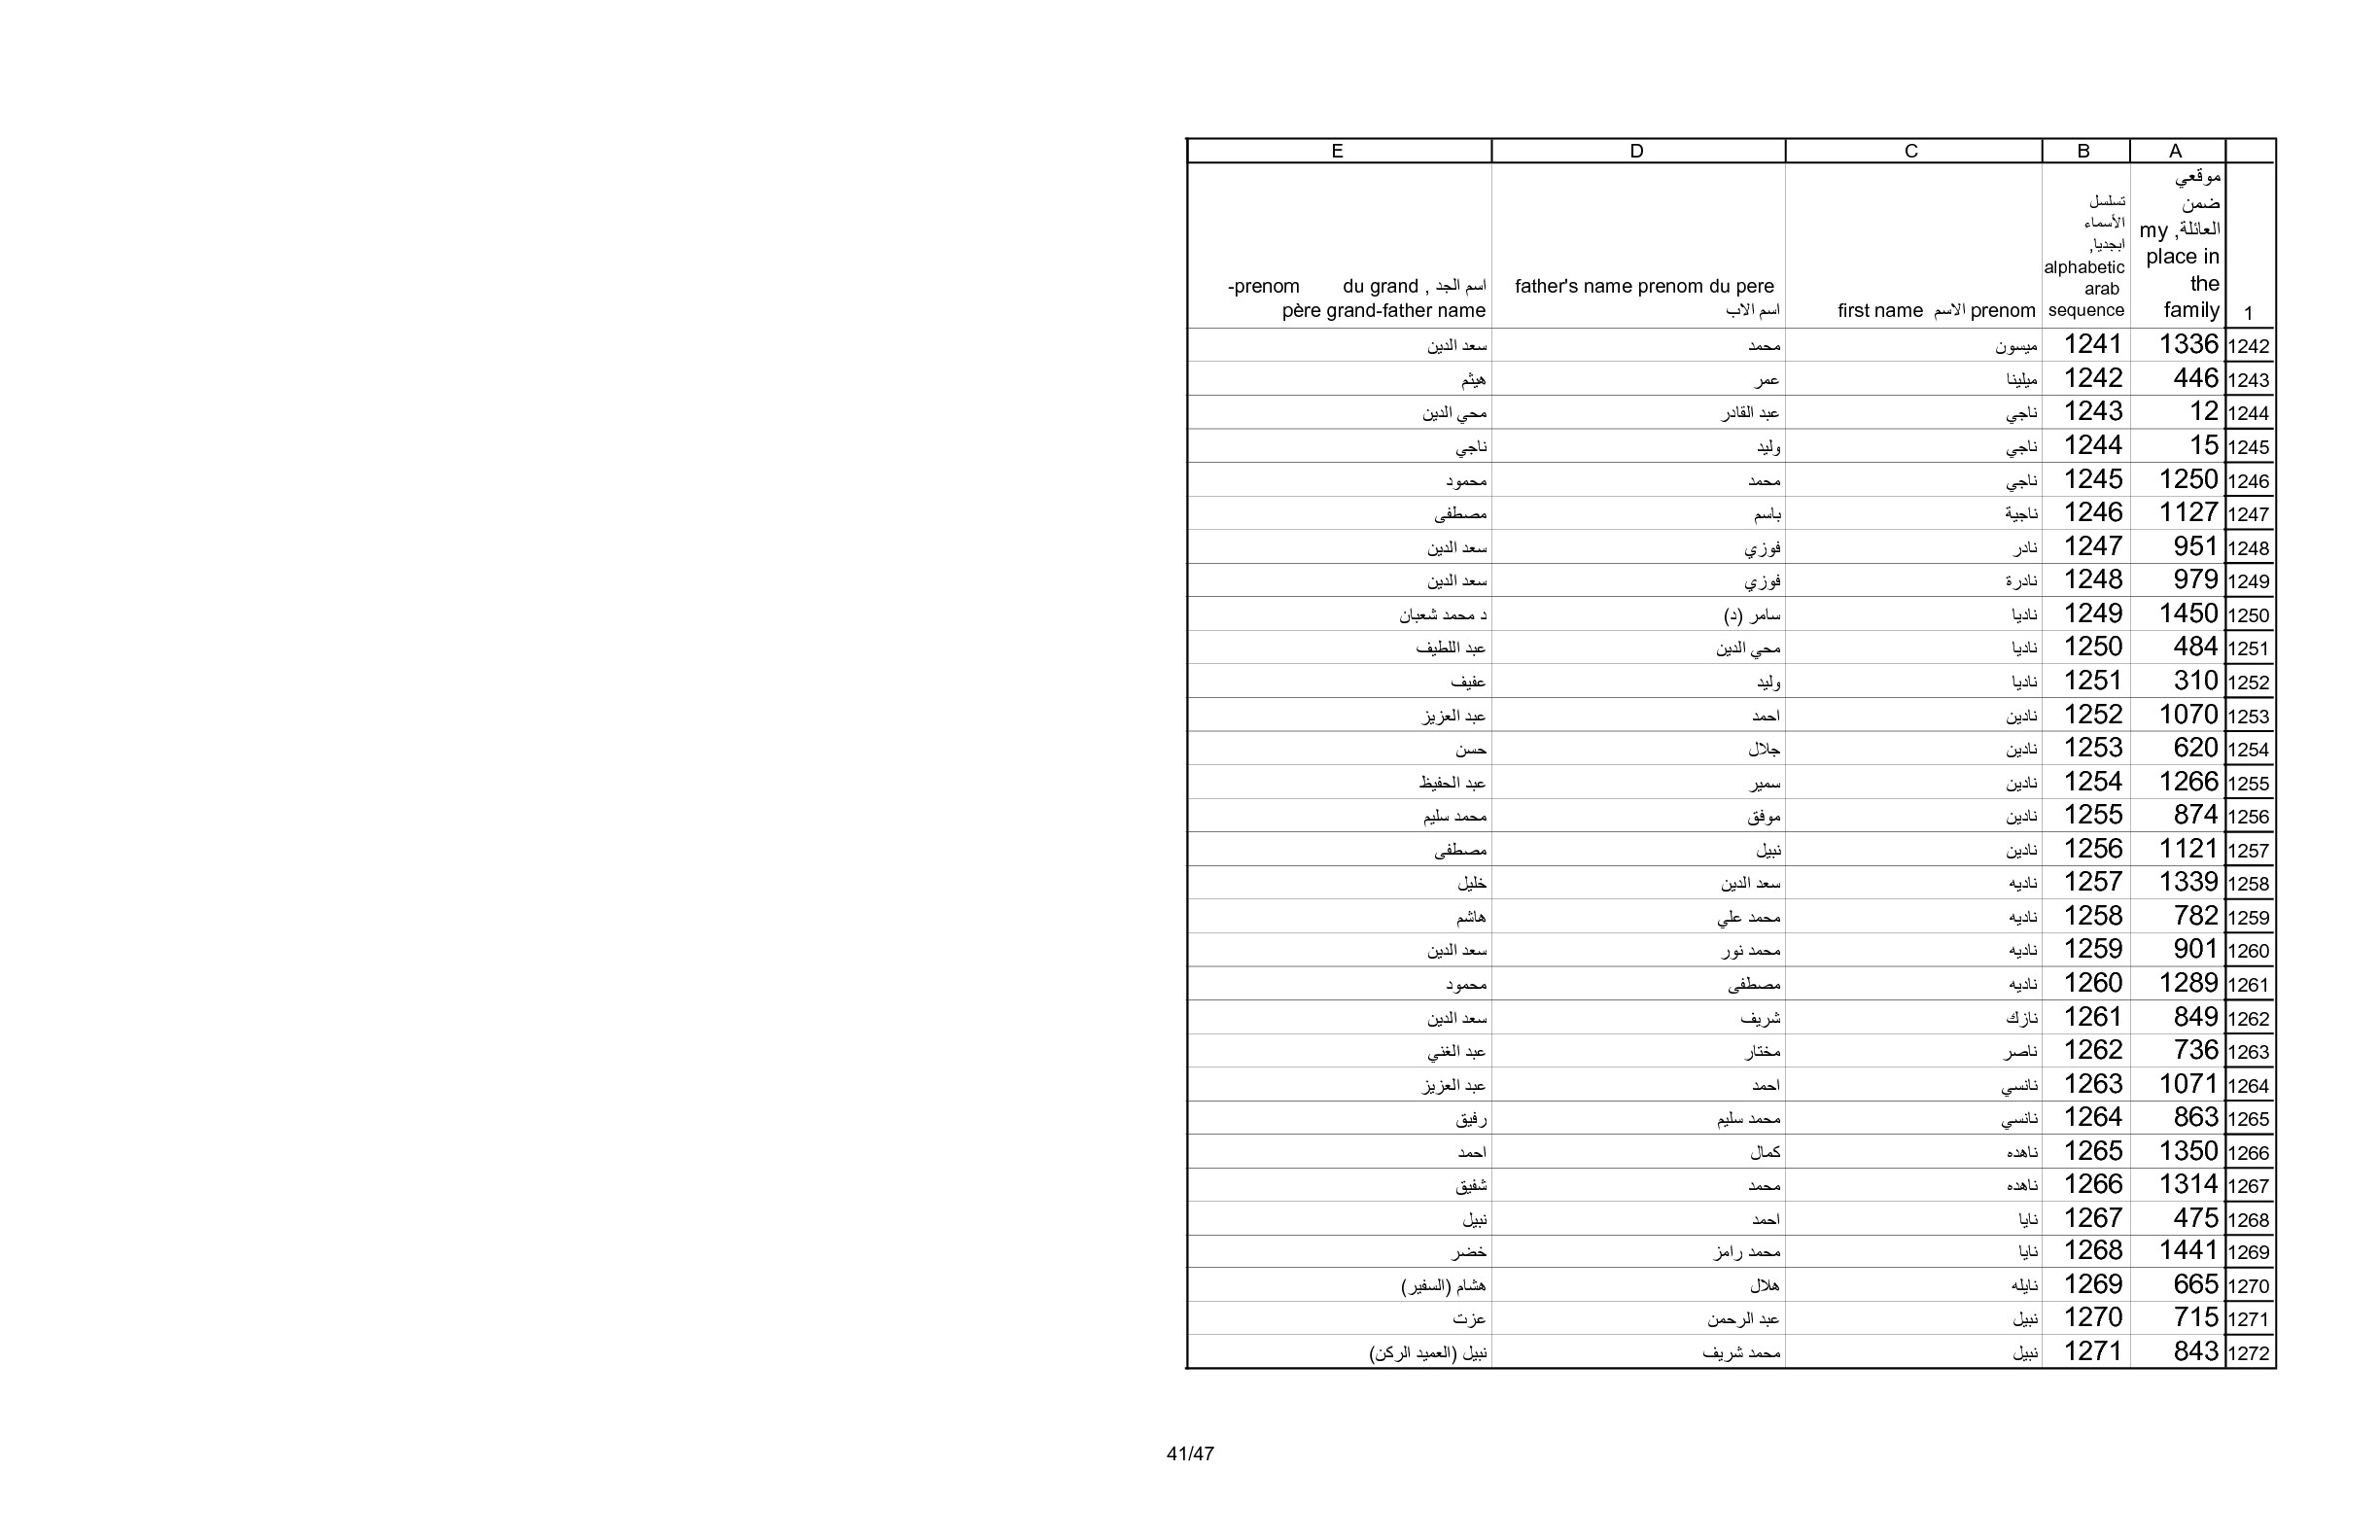 A B C D E
1 موقعي ضمن العائلة, my place in the family تسلسل الأسماء ابجديا, alphabetic arab sequence first name الاسم prenom father's name prenom du pere اسم الاب اسم الجد , prenom- du grand père grand-father name
1242 1336 1241 ميسون محمد سعد الدين
1243 446 1242 ميلينا عمر هيثم
1244 12 1243 ناجي عبد القادر محي الدين
1245 15 1244 ناجي وليد ناجي
1246 1250 1245 ناجي محمد محمود
1247 1127 1246 ناجية باسم مصطفى
1248 951 1247 نادر فوزي سعد الدين
1249 979 1248 نادرة فوزي سعد الدين
1250 1450 1249 ناديا سامر (د) د محمد شعبان
1251 484 1250 ناديا محي الدين عبد اللطيف
1252 310 1251 ناديا وليد عفيف
1253 1070 1252 نادين احمد عبد العزيز
1254 620 1253 نادين جلال حسن
1255 1266 1254 نادين سمير عبد الحفيظ
1256 874 1255 نادين موفق محمد سليم
1257 1121 1256 نادين نبيل مصطفى
1258 1339 1257 ناديه سعد الدين خليل
1259 782 1258 ناديه محمد علي هاشم
1260 901 1259 ناديه محمد نور سعد الدين
1261 1289 1260 ناديه مصطفى محمود
1262 849 1261 نازك شريف سعد الدين
1263 736 1262 ناصر مختار عبد الغني
1264 1071 1263 نانسي احمد عبد العزيز
1265 863 1264 نانسي محمد سليم رفيق
1266 1350 1265 ناهده كمال احمد
1267 1314 1266 ناهده محمد شفيق
1268 475 1267 نايا احمد نبيل
1269 1441 1268 نايا محمد رامز خضر
1270 665 1269 نايله هلال هشام (السفير)
1271 715 1270 نبيل عبد الرحمن عزت
1272 843 1271 نبيل محمد شريف نبيل (العميد الركن)
41/47